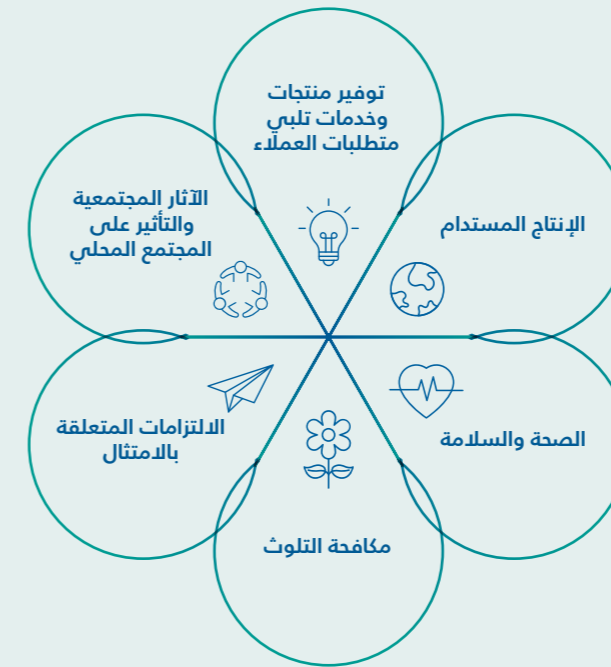 توفير منتجات
وخدمات تلبي
متطلبات العملاء
الإنتاج المستدام
الصحة والسلامة
مكافحة التلوث
الالتزامات المتعلقة
بالامتثال
الآثار المجتمعية
والتأثير على
المجتمع المحلي